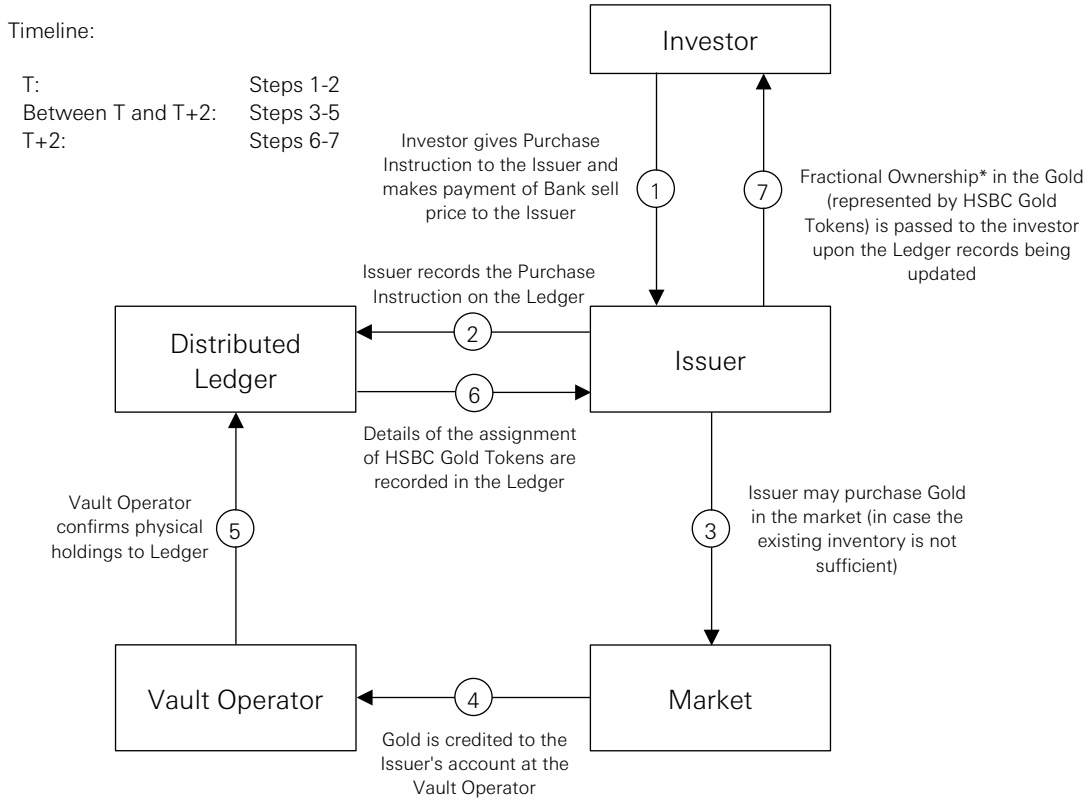 Timeline:
T: Steps 1-2
Between T and T+2: Steps 3-5
T+2: Steps 6-7
Investor
Investor gives Purchase
Instruction to the Issuer and
makes payment of Bank sell
price to the Issuer
1
7
Fractional Ownership* in the Gold
(represented by HSBC Gold
Tokens) is passed to the investor
upon the Ledger records being
updated
Issuer records the Purchase
Instruction on the Ledger
2
Distributed
Ledger
Issuer
6
Details of the assignment
of HSBC Gold Tokens are
recorded in the Ledger
Vault Operator
confirms physical
holdings to Ledger
5
3
Issuer may purchase Gold
in the market (in case the
existing inventory is not
sufficient)
Vault Operator
4
Market
Gold is credited to the
Issuer's account at the
Vault Operator